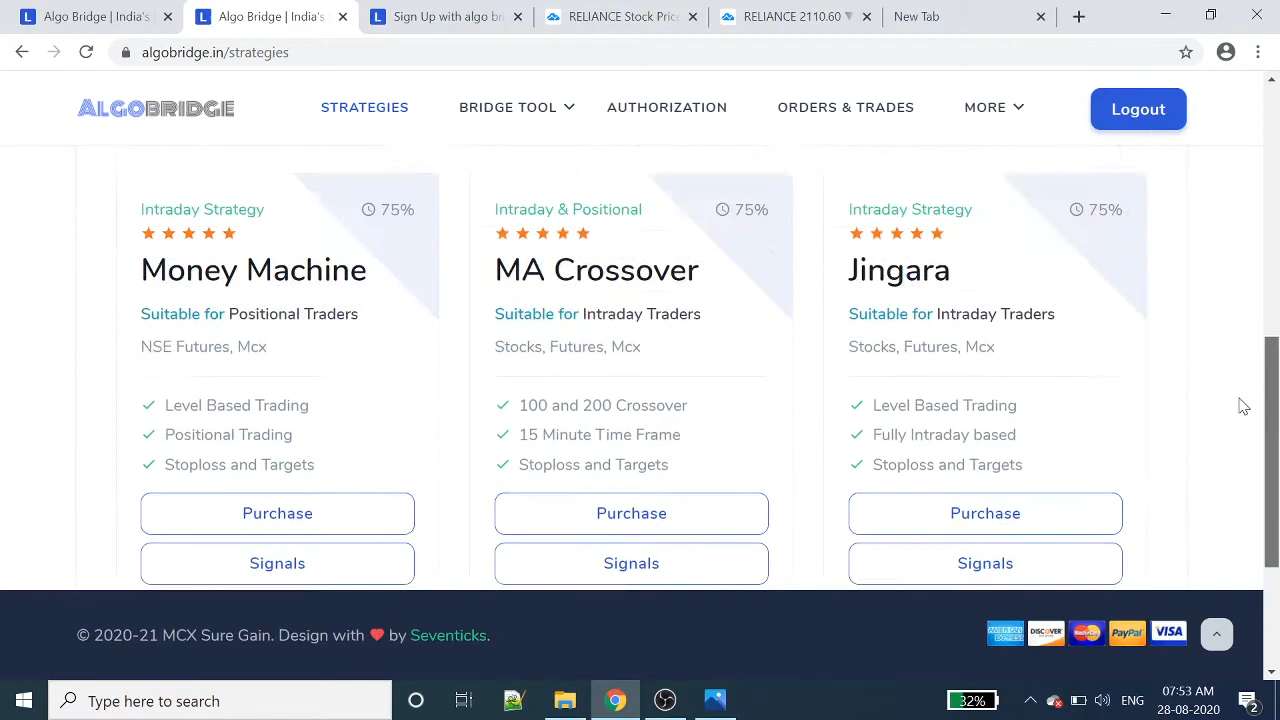 Algo Bridge | India's
Algo Bridge | India's
Sign Up with algo bri
RELIANCE Stock Price
RELIANCE 2110.60 ▼
New Tab
algobridge.in/strategies
ALGOBRIDGE
STRATEGIES
BRIDGE TOOL
AUTHORIZATION
ORDERS & TRADES
MORE
Logout
Intraday Strategy
75%
Money Machine
Suitable for Positional Traders
NSE Futures, Mcx
Level Based Trading
Positional Trading
Stoploss and Targets
Purchase
Signals
Intraday & Positional
75%
MA Crossover
Suitable for Intraday Traders
Stocks, Futures, Mcx
100 and 200 Crossover
15 Minute Time Frame
Stoploss and Targets
Purchase
Signals
Intraday Strategy
75%
Jingara
Suitable for Intraday Traders
Stocks, Futures, Mcx
Level Based Trading
Fully Intraday based
Stoploss and Targets
Purchase
Signals
© 2020-21 MCX Sure Gain. Design with ❤ by Seventicks.
AMERICAN EXPRESS
DISCOVER
MasterCard
PayPal
VISA
Type here to search
32%
ENG
07:53 AM
28-08-2020
2